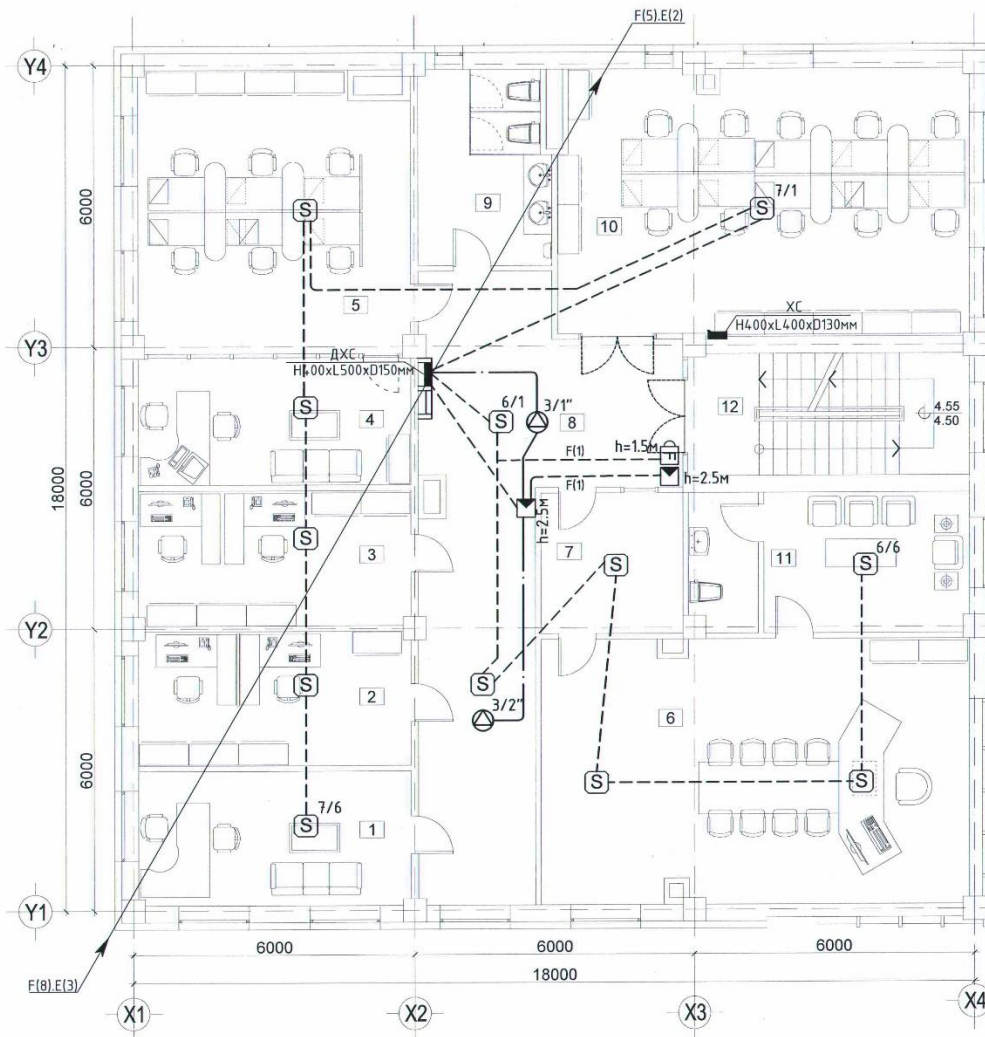 F(5).E(2)
Y4
6000
S
7/1
S
9
10
5
ХС
H400xL400xD130мм
Y3
ДХС
H400xL500xD150мм
4.55
4.50
12
S
4
6/1
S
3/1"
8
h=1.5м
F
F(1)
F(1)
h=2.5м
h=2.5м
18000
6000
S
3
7
S
11
6/6
S
Y2
S
2
S
3/2"
6
6000
S
S
7/6
S
1
Y1
6000
6000
6000
18000
F(8).E(3)
X1
X2
X3
X4